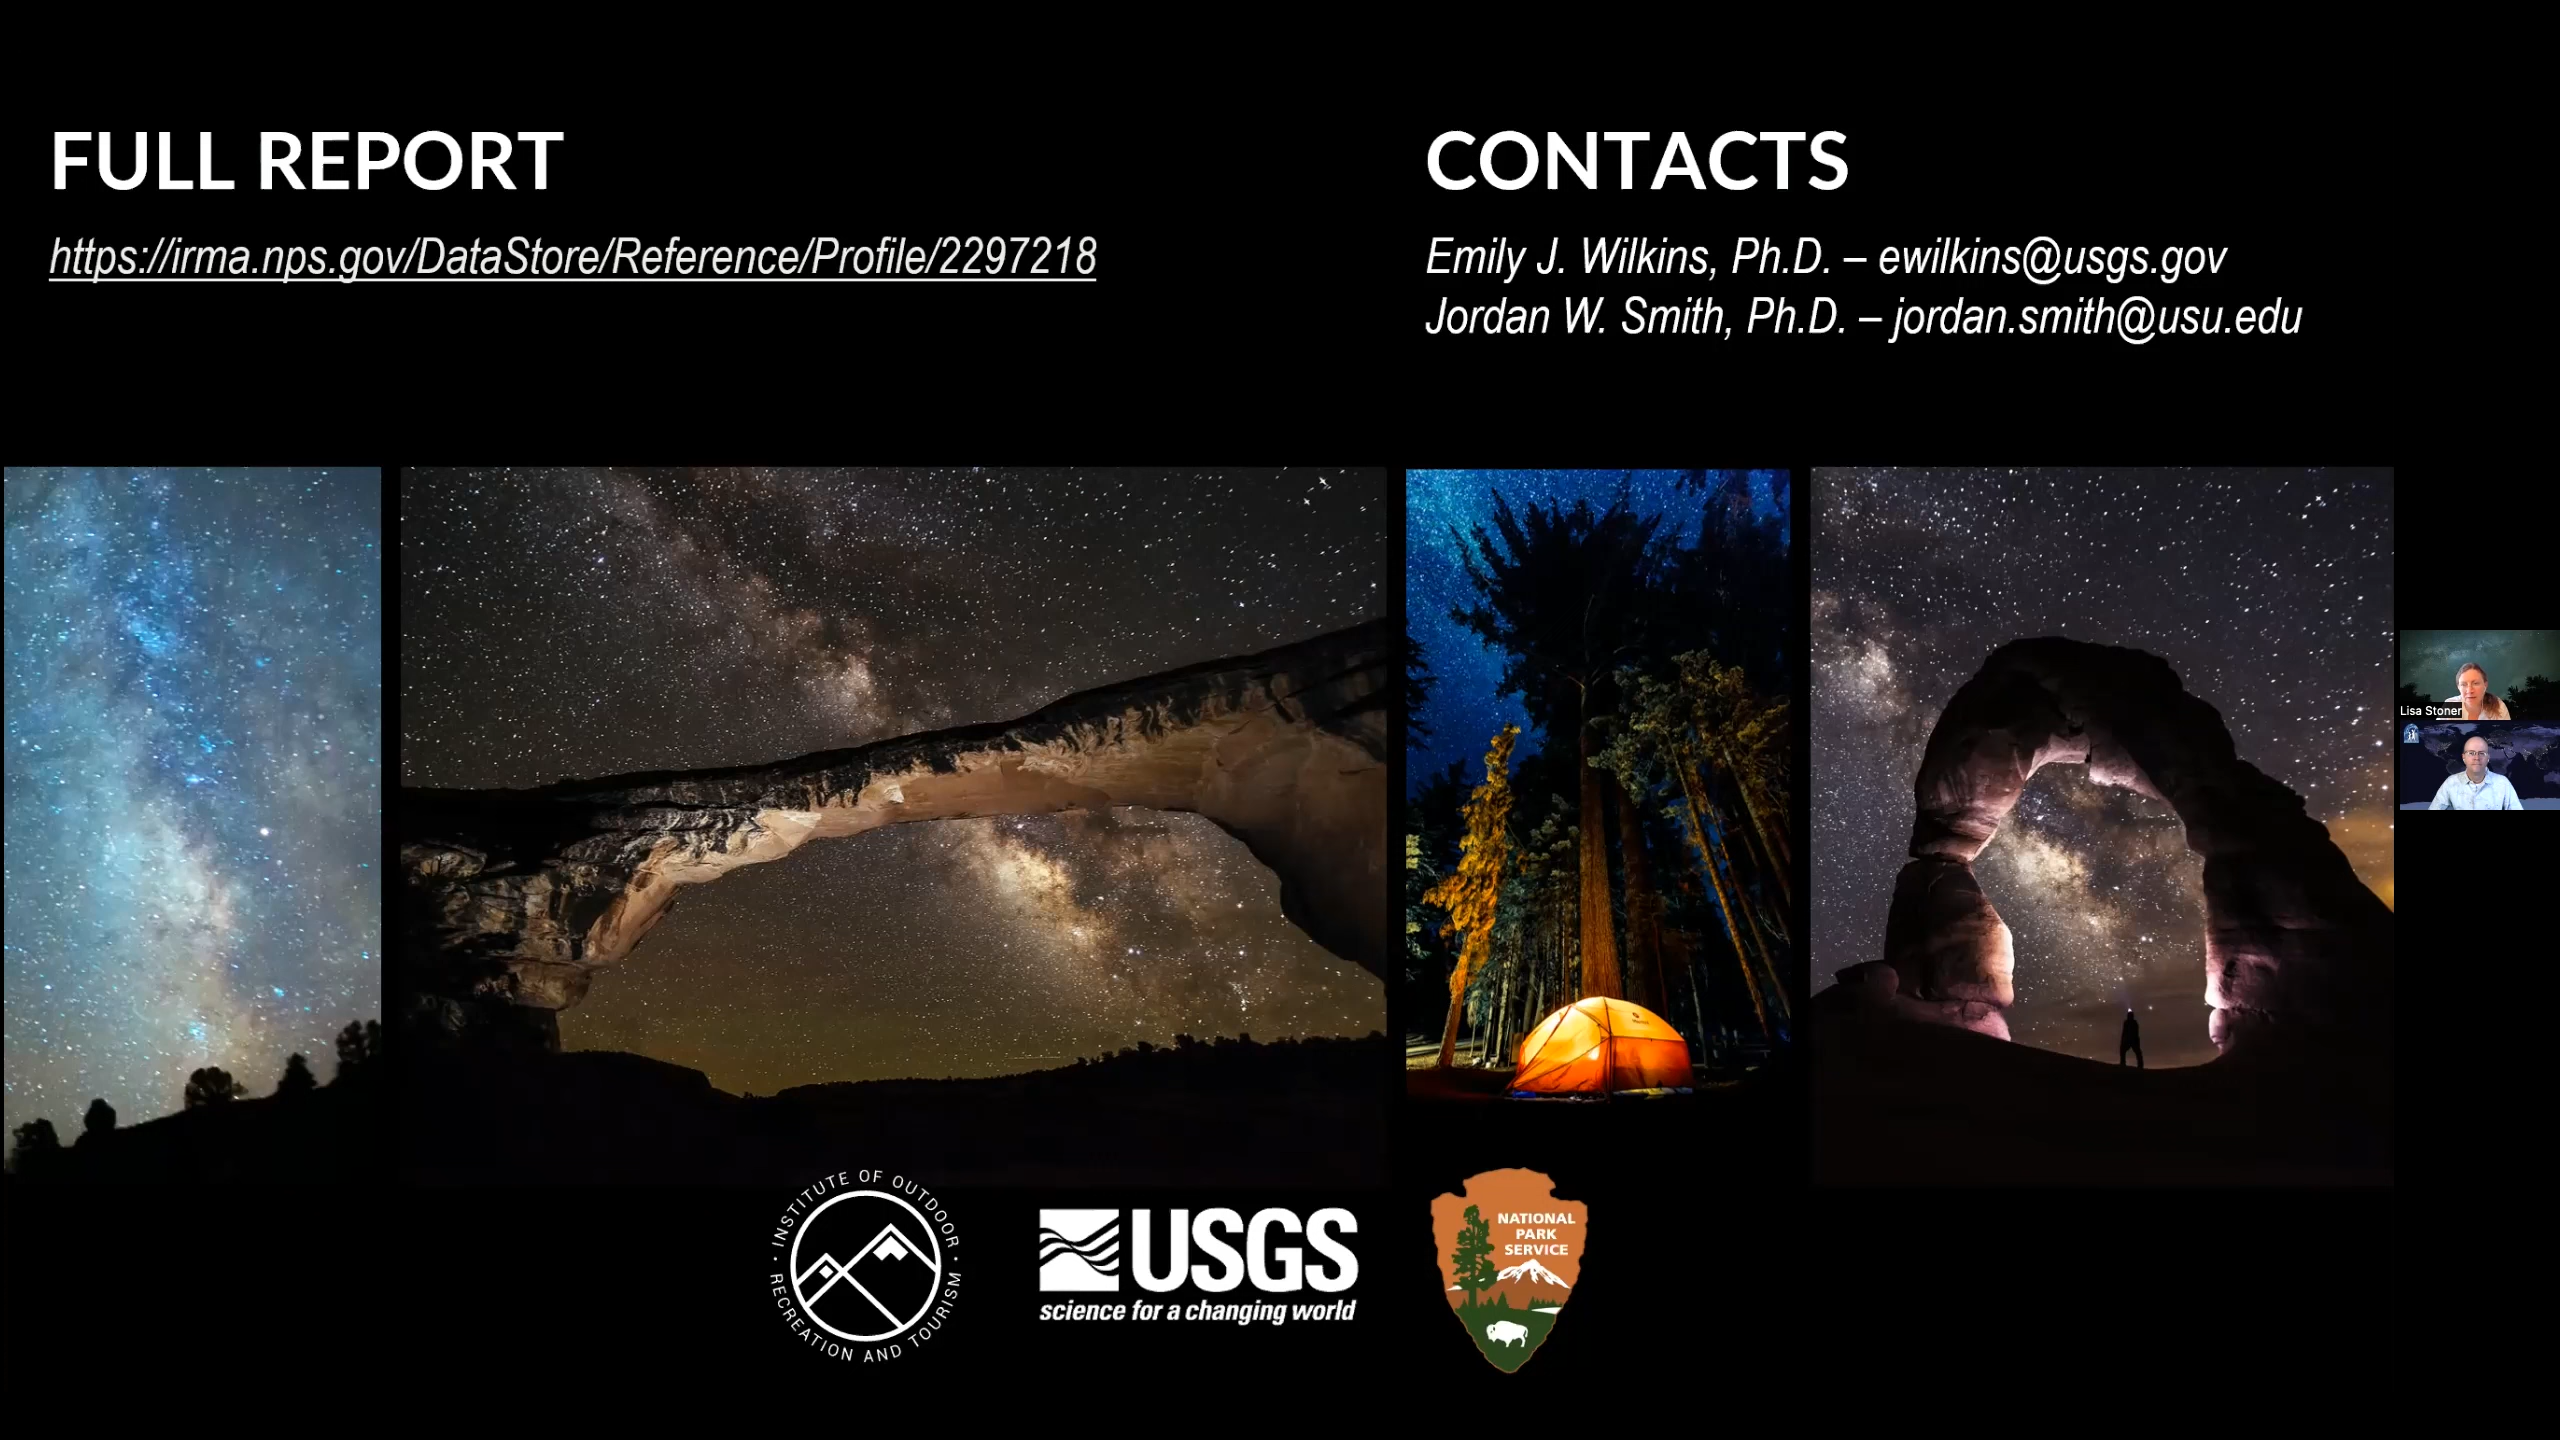 FULL REPORT
https://irma.nps.gov/DataStore/Reference/Profile/2297218
CONTACTS
Emily J. Wilkins, Ph.D. – ewilkins@usgs.gov
Jordan W. Smith, Ph.D. – jordan.smith@usu.edu
Lisa Stoner
INSTITUTE OF OUTDOOR
RECREATION AND TOURISM
USGS
science for a changing world
NATIONAL
PARK
SERVICE